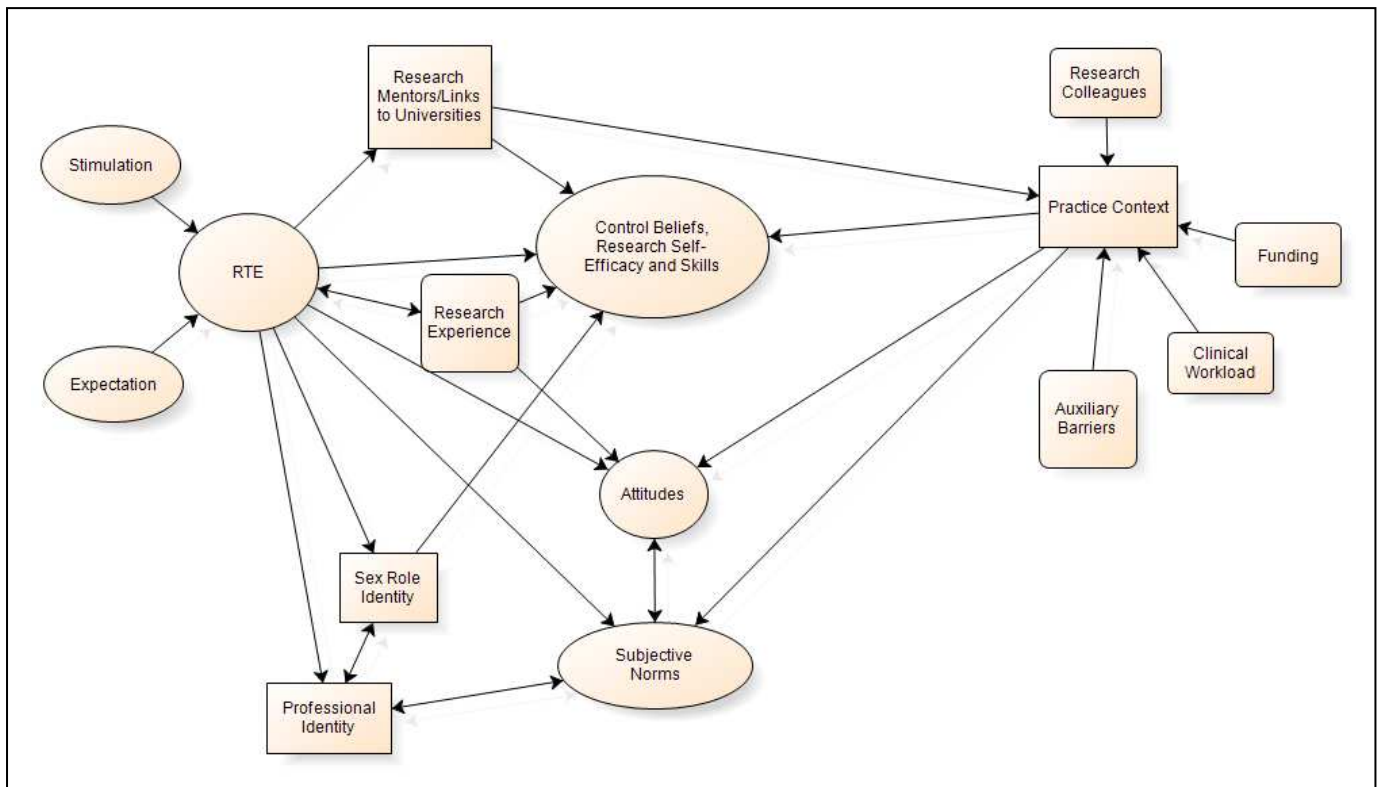 Research
Mentors/Links
to Universities
Research
Colleagues
Stimulation
Practice Context
Control Beliefs,
Research Self-
Efficacy and Skills
RTE
Funding
Research
Experience
Clinical
Workload
Expectation
Auxiliary
Barriers
Attitudes
Sex Role
Identity
Subjective
Norms
Professional
Identity